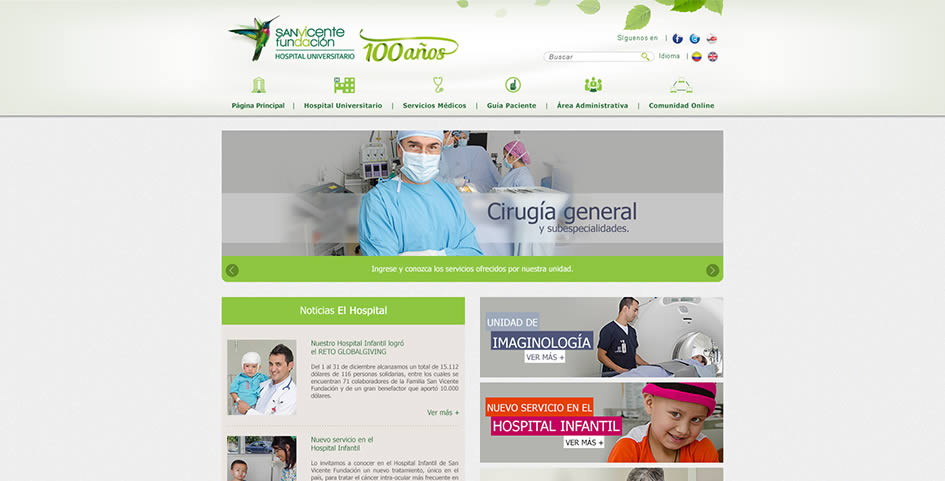 SANVICENTE
fundación
HOSPITAL UNIVERSITARIO
100 años
Síguenos en |
Buscar
Idioma |
Página Principal | Hospital Universitario | Servicios Médicos | Guía Paciente | Área Administrativa | Comunidad Online
Cirugía general
y subespecialidades.
Ingrese y conozca los servicios ofrecidos por nuestra unidad.
Noticias El Hospital
Nuestro Hospital Infantil logró
el RETO GLOBALGIVING
Del 1 al 31 de diciembre alcanzamos un total de 15.112
dólares de 116 personas solidarias, entre los cuales se
encuentran 71 colaboradores de la Familia San Vicente
Fundación y de un gran benefactor que aportó 10.000
dólares.
Ver más +
Nuevo servicio en el
Hospital Infantil
Lo invitamos a conocer en el Hospital Infantil de San
Vicente Fundación un nuevo tratamiento, único en el
país, para tratar el cáncer intra-ocular más frecuente en
UNIDAD DE
IMAGINOLOGÍA
VER MÁS +
NUEVO SERVICIO EN EL
HOSPITAL INFANTIL
VER MÁS +